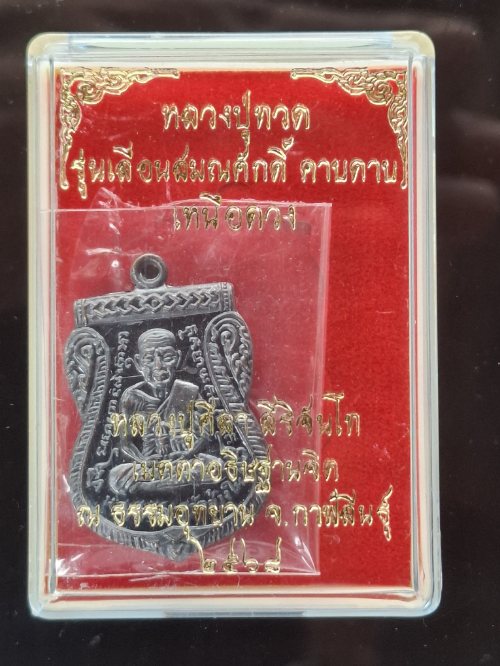 หลวงปู่ทวด
(รุ่นเลื่อนสมณศักดิ์ คาบดาบ)
เหนือดวง
หลวงปู่ศิลา สิริจันโท
เมตตาอธิษฐานจิต
ณ ธรรมอุทยาน จ.กาฬสินธุ์
๒๕๖๘